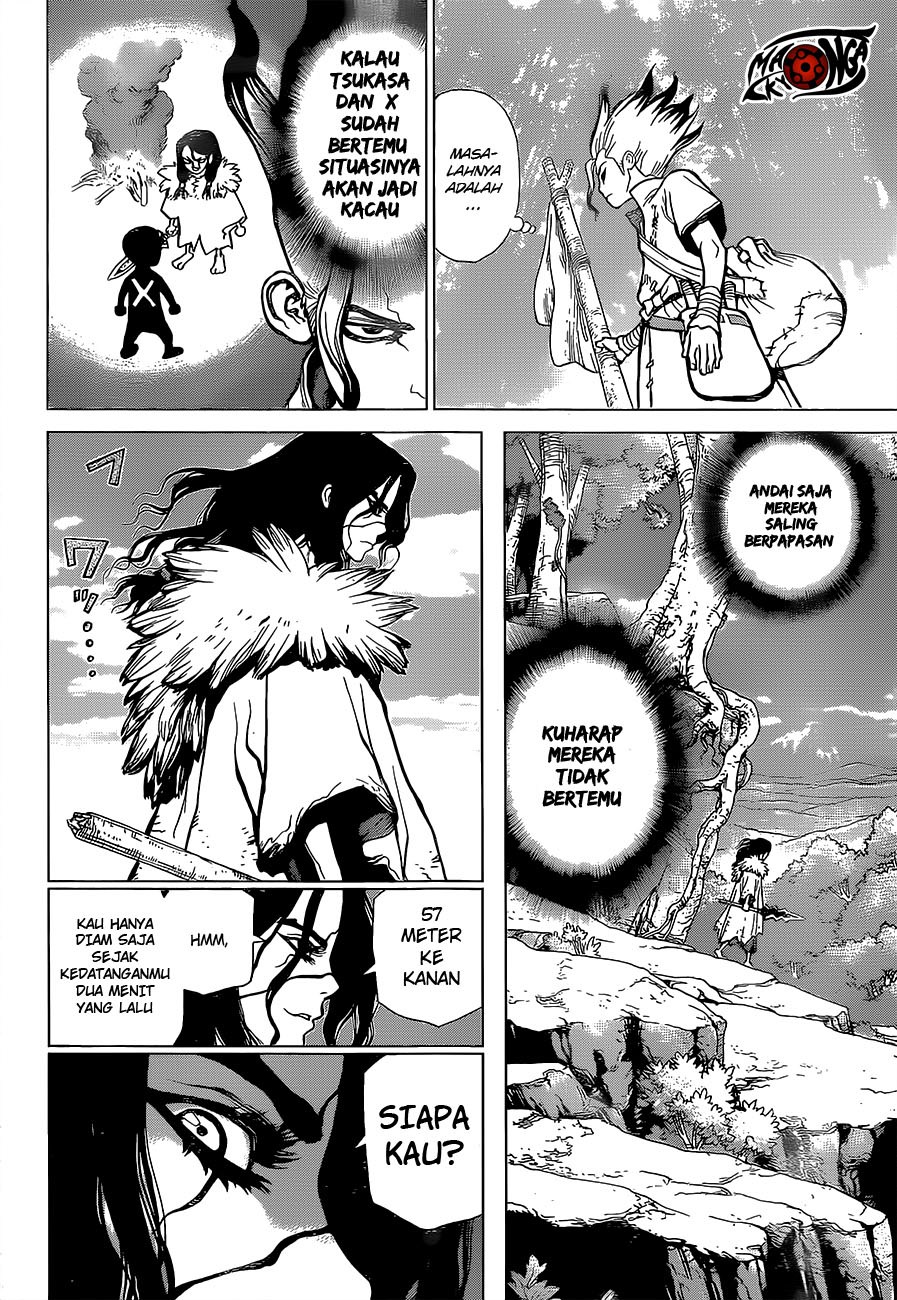 MANGACKU
MASA-
LAHNYA
ADALAH
...
KALAU
TSUKASA
DAN X
SUDAH
BERTEMU
SITUASINYA
AKAN JADI
KACAU
X
ANDAI SAJA
MEREKA
SALING
BERPAPASAN
KUHARAP
MEREKA
TIDAK
BERTEMU
57
METER
KE
KANAN
HMM,
KAU HANYA
DIAM SAJA
SEJAK
KEDATANGANMU
DUA MENIT
YANG LALU
SIAPA
KAU?